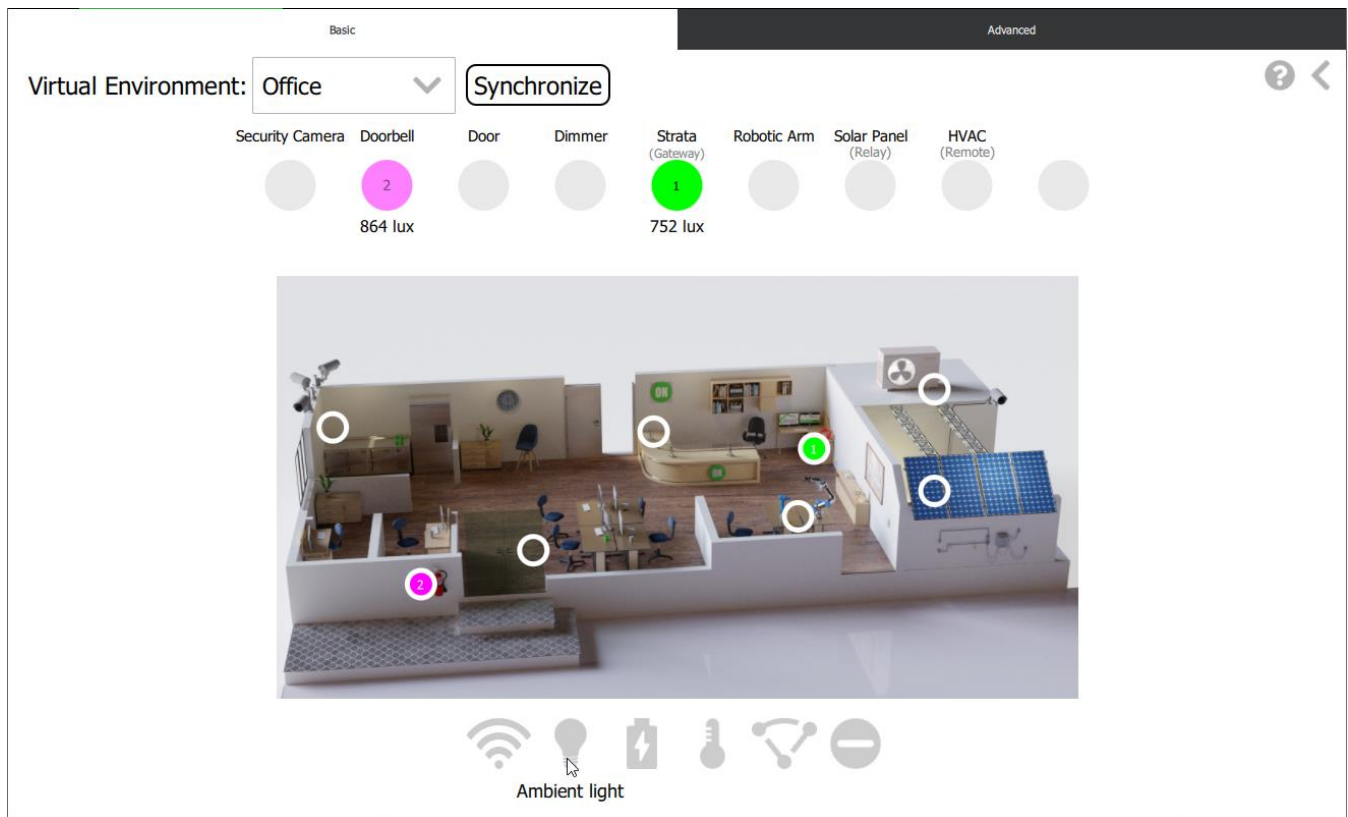 Basic
Advanced
Virtual Environment:
Office
Synchronize
?
Security Camera
Doorbell
Door
Dimmer
Strata
(Gateway)
Robotic Arm
Solar Panel
(Relay)
HVAC
(Remote)
2
1
864 lux
752 lux
ON
1
ON
2
Ambient light